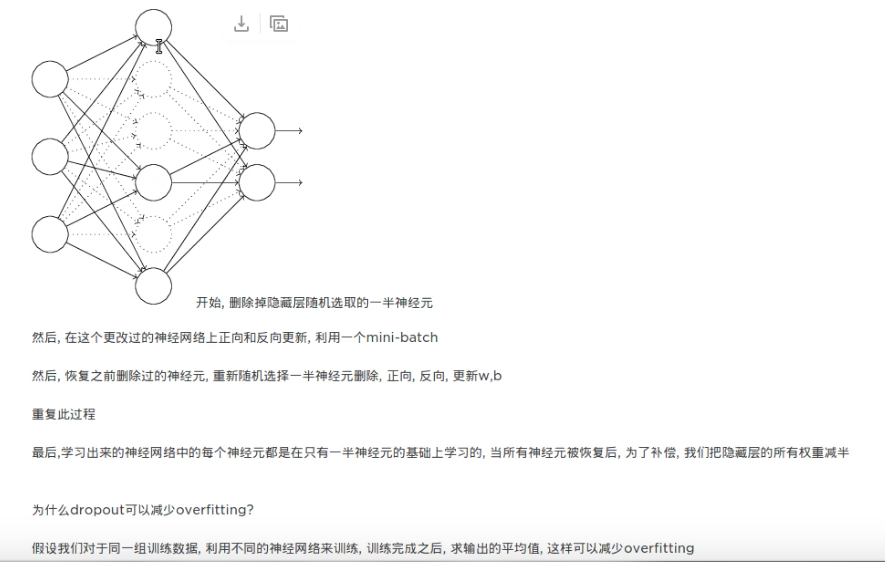 开始, 删除掉隐藏层随机选取的一半神经元
然后, 在这个更改过的神经网络上正向和反向更新, 利用一个mini-batch
然后, 恢复之前删除过的神经元, 重新随机选择一半神经元删除, 正向, 反向, 更新w,b
重复此过程
最后,学习出来的神经网络中的每个神经元都是在只有一半神经元的基础上学习的, 当所有神经元被恢复后, 为了补偿, 我们把隐藏层的所有权重减半
为什么dropout可以减少overfitting?
假设我们对于同一组训练数据, 利用不同的神经网络来训练, 训练完成之后, 求输出的平均值, 这样可以减少overfitting